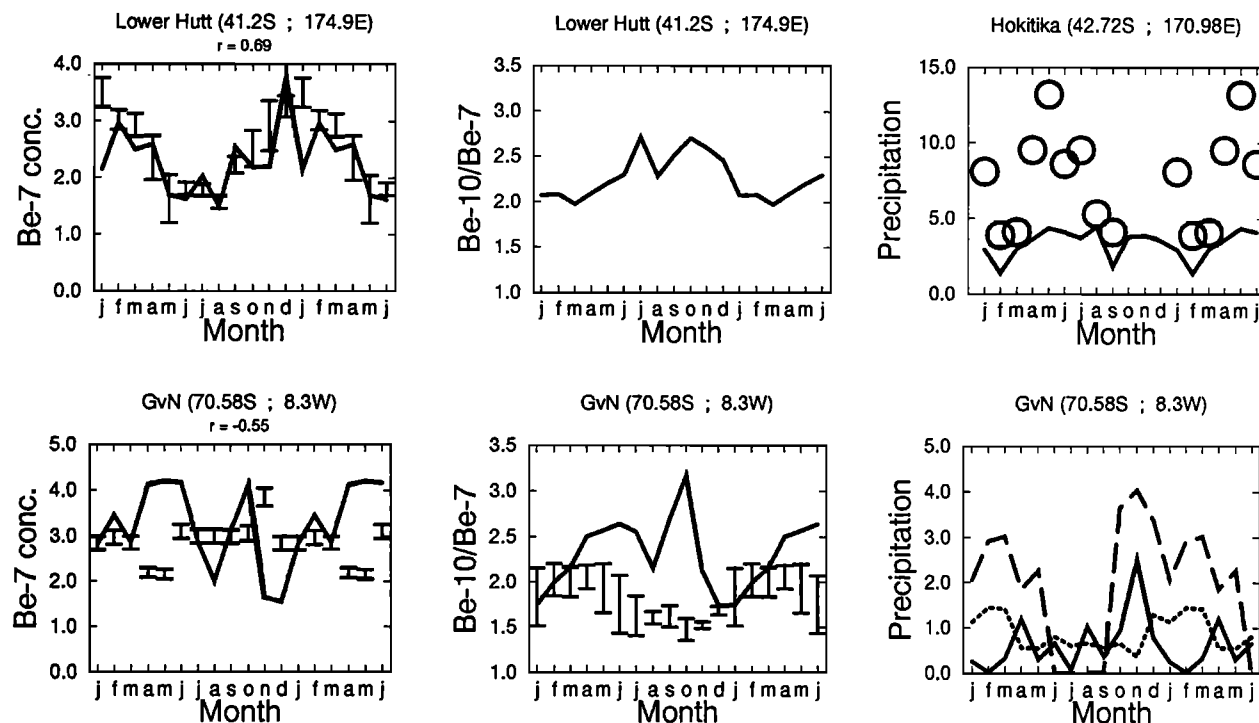 Lower Hutt (41.2S ; 174.9E)
r = 0.69
Be-7 conc.
4.0
3.0
2.0
1.0
0.0
j f m a m j j a s o n d j f m a m j
Month
Lower Hutt (41.2S ; 174.9E)
Be-10/Be-7
3.5
3.0
2.5
2.0
1.5
1.0
j f m a m j j a s o n d j f m a m j
Month
Hokitika (42.72S ; 170.98E)
Precipitation
15.0
10.0
5.0
0.0
j f m a m j j a s o n d j f m a m j
Month
GvN (70.58S ; 8.3W)
r = -0.55
Be-7 conc.
5.0
4.0
3.0
2.0
1.0
0.0
j f m a m j j a s o n d j f m a m j
Month
GvN (70.58S ; 8.3W)
Be-10/Be-7
3.5
3.0
2.5
2.0
1.5
1.0
j f m a m j j a s o n d j f m a m j
Month
GvN (70.58S ; 8.3W)
Precipitation
5.0
4.0
3.0
2.0
1.0
0.0
j f m a m j j a s o n d j f m a m j
Month